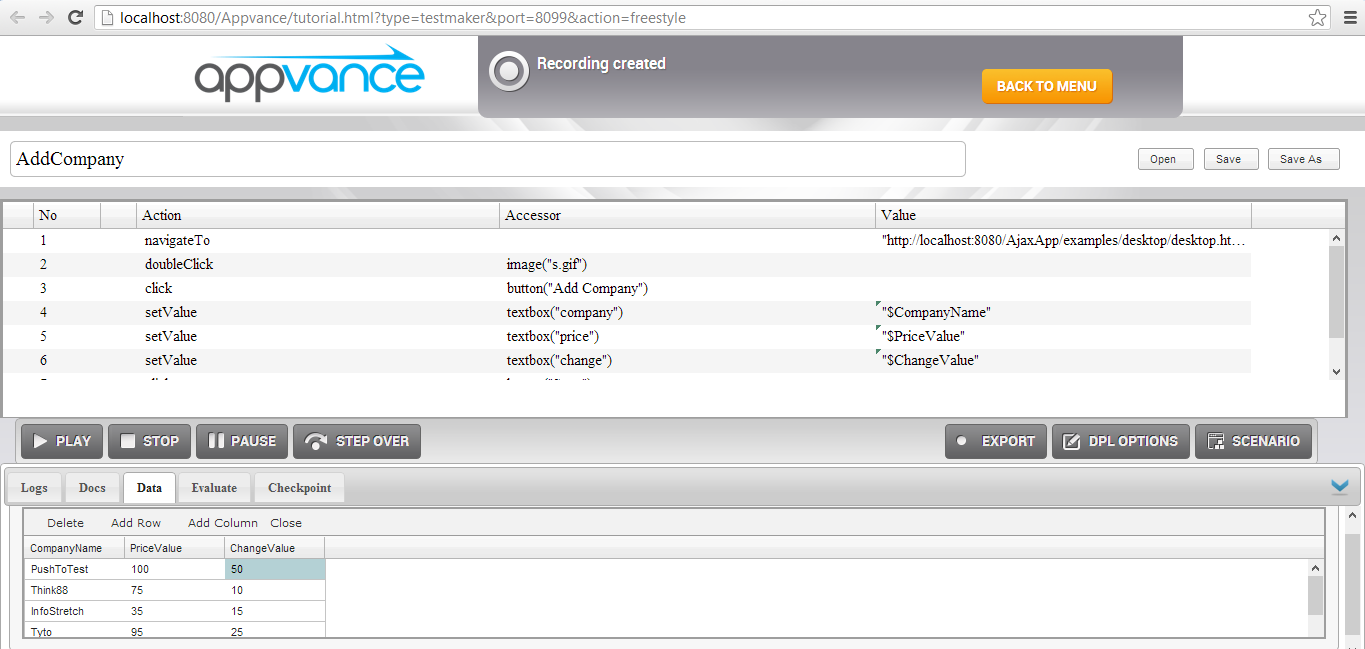 localhost:8080/Appvance/tutorial.html?type=testmaker&port=8099&action=freestyle
appvance
Recording created
BACK TO MENU
AddCompany
Open Save Save As
No Action Accessor Value
1 navigateTo "http://localhost:8080/AjaxApp/examples/desktop/desktop.ht...
2 doubleClick image("s.gif")
3 click button("Add Company")
4 setValue textbox("company") "$CompanyName"
5 setValue textbox("price") "$PriceValue"
6 setValue textbox("change") "$ChangeValue"
PLAY STOP PAUSE STEP OVER EXPORT DPL OPTIONS SCENARIO
Logs Docs Data Evaluate Checkpoint
Delete Add Row Add Column Close
CompanyName PriceValue ChangeValue
PushToTest 100 50
Think88 75 10
InfoStretch 35 15
Tyto 95 25